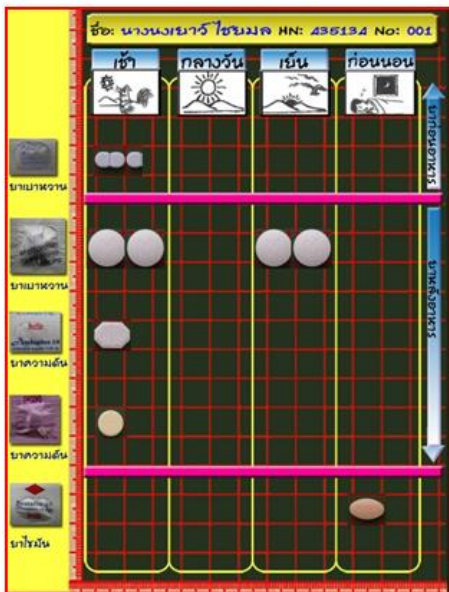 ชื่อ: นางนงเยาว์ ไชยมล HN: 435134 No: 001
เช้า
กลางวัน
เย็น
ก่อนนอน
ยาก่อนอาหาร
ยาเบาหวาน
ยาเบาหวาน
ยาหลังอาหาร
ยาความดัน
ยาความดัน
ยาไขมัน